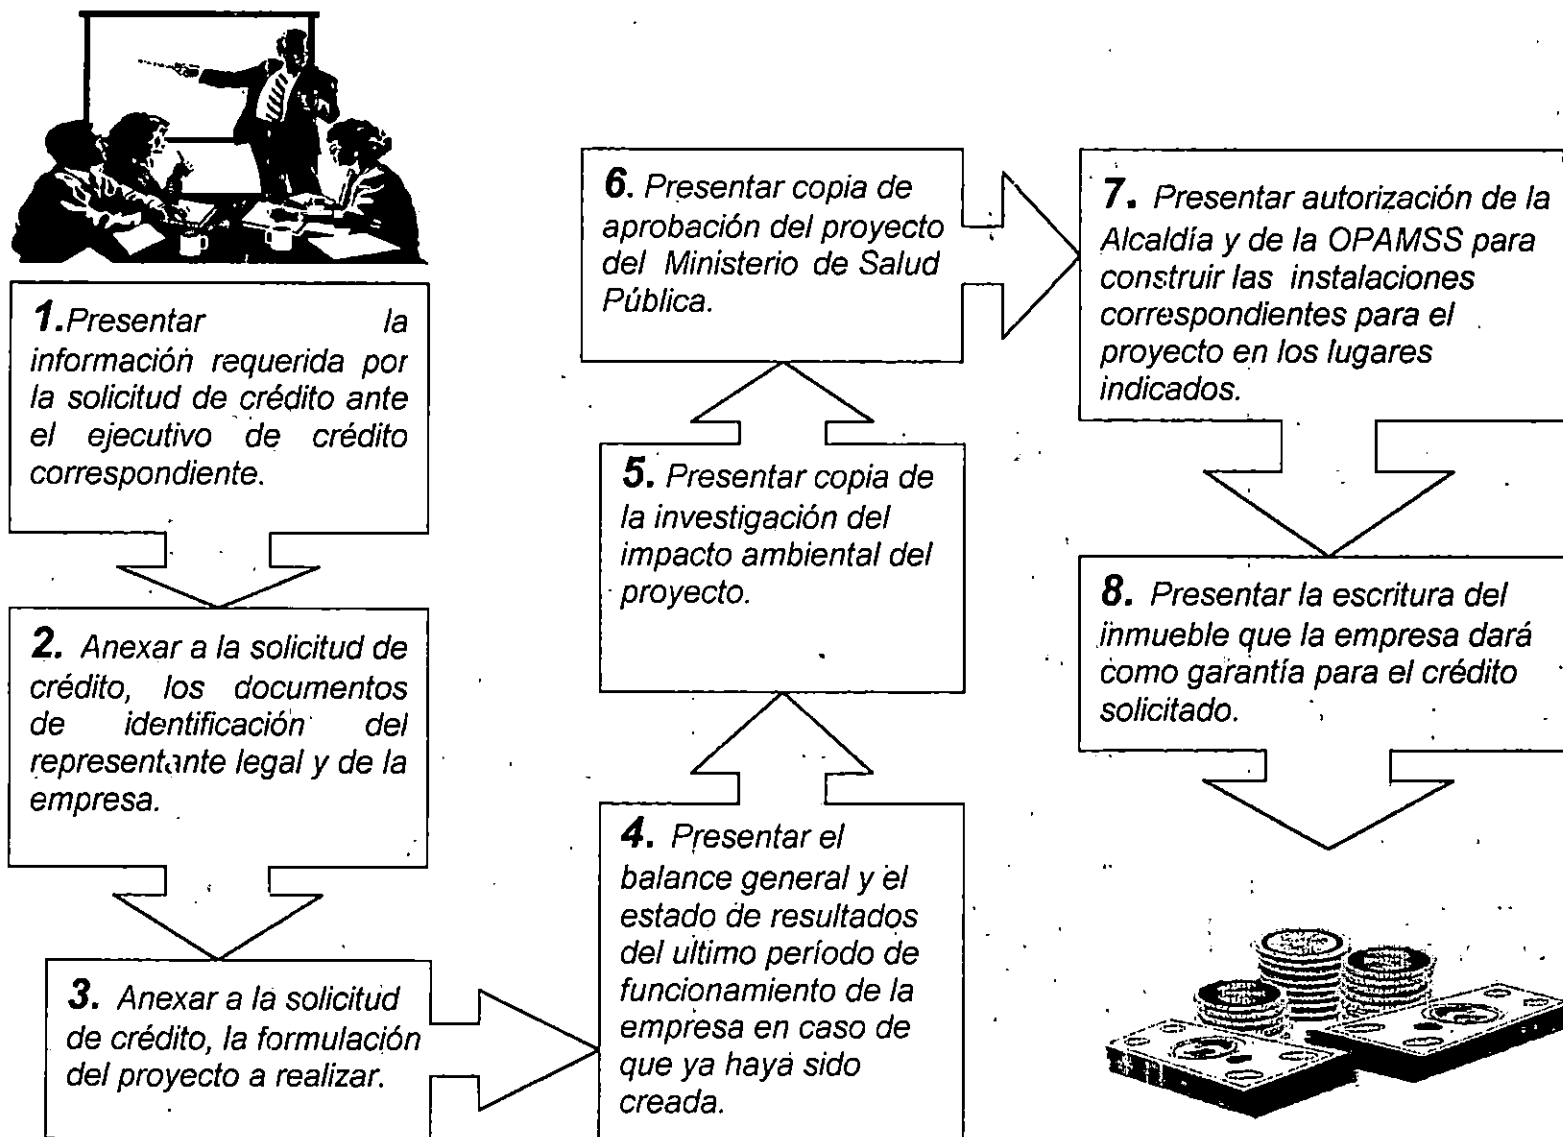 1.Presentar la
información requerida por
la solicitud de crédito ante
el ejecutivo de crédito
correspondiente.
2. Anexar a la solicitud de
crédito, los documentos
de identificación del
representante legal y de la
empresa.
3. Anexar a la solicitud
de crédito, la formulación
del proyecto a realizar.
4. Presentar el
balance general y el
estado de resultados
del ultimo período de
funcionamiento de la
empresa en caso de
que ya haya sido
creada.
5. Presentar copia de
la investigación del
impacto ambiental del
proyecto.
6. Presentar copia de
aprobación del proyecto
del Ministerio de Salud
Pública.
7. Presentar autorización de la
Alcaldía y de la OPAMSS para
construir las instalaciones
correspondientes para el
proyecto en los lugares
indicados.
8. Presentar la escritura del
inmueble que la empresa dará
como garantía para el crédito
solicitado.